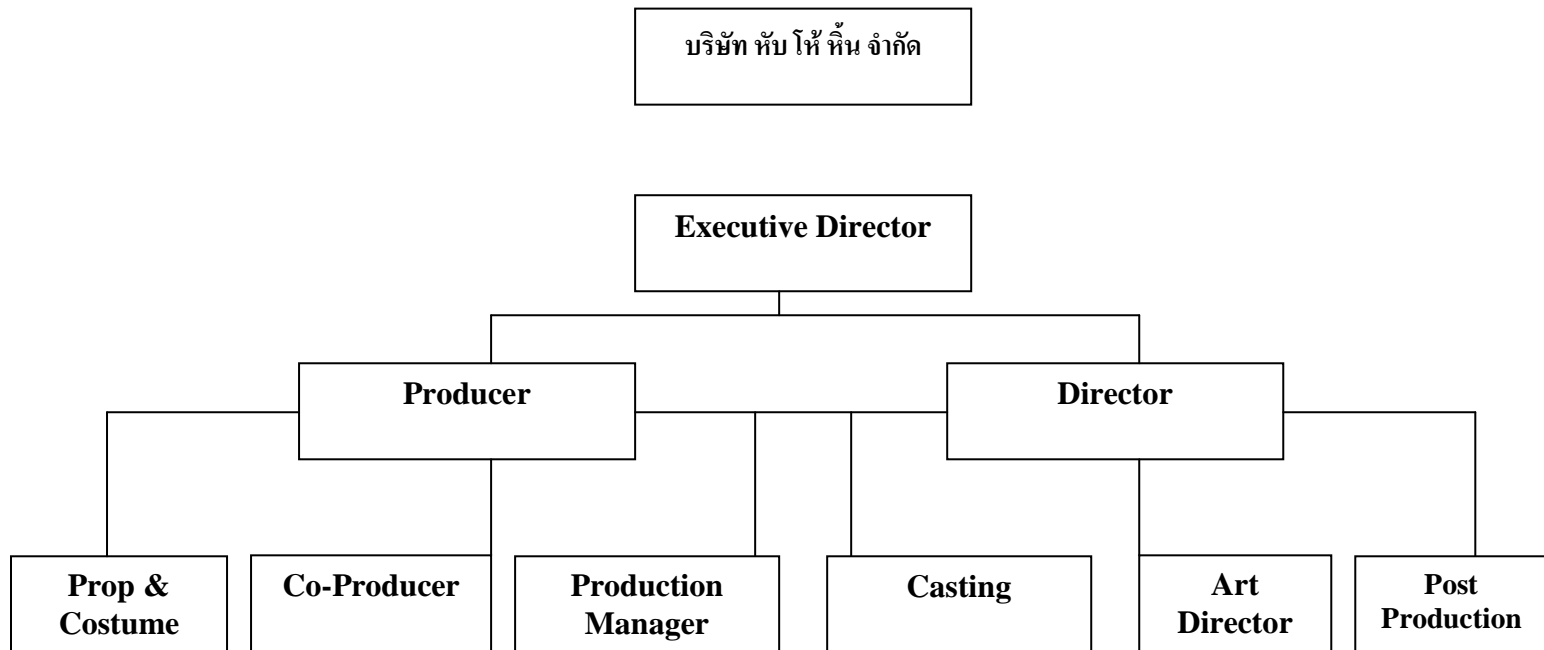 บริษัท หับ โห้ หิ้น จำกัด
Executive Director
Producer
Director
Prop &
Costume
Co-Producer
Production
Manager
Casting
Art
Director
Post
Production